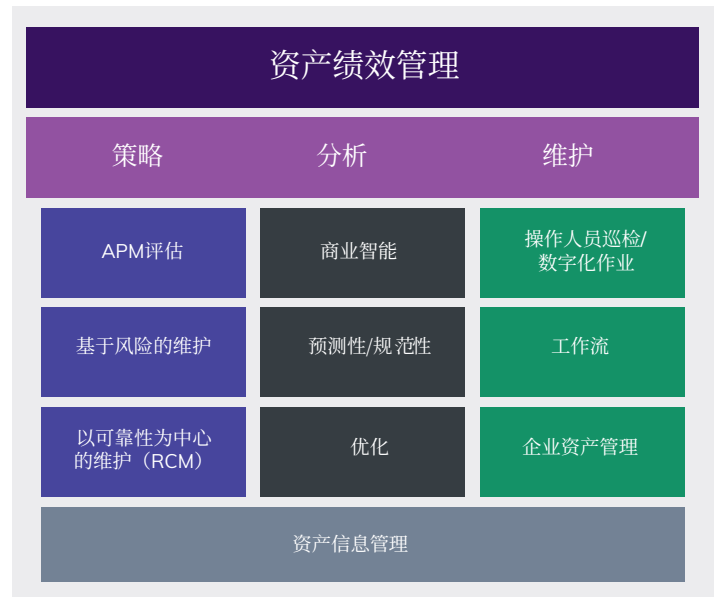 资产绩效管理
策略 分析 维护
APM评估
商业智能
操作人员巡检/
数字化作业
基于风险的维护
预测性/规范性
工作流
以可靠性为中心
的维护（RCM）
优化
企业资产管理
资产信息管理